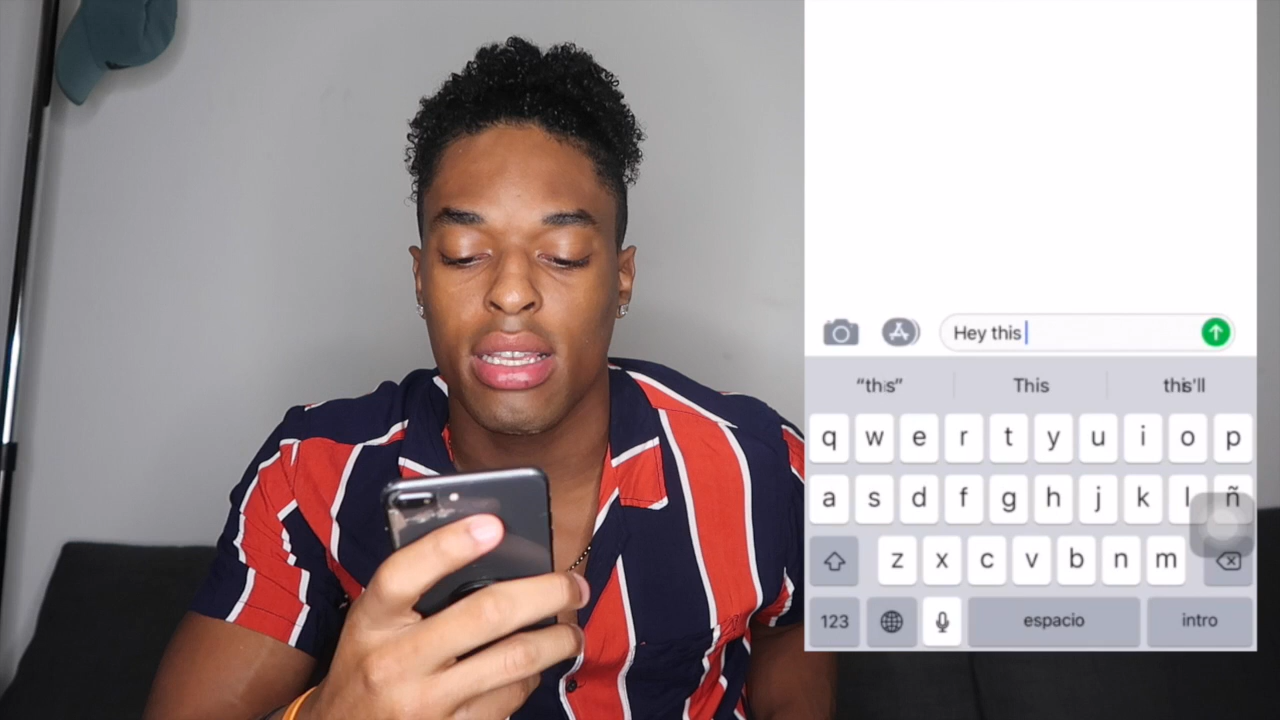 Hey this
“this” This this'll
q w e r t y u i o p
a s d f g h j k l ñ
z x c v b n m
123 espacio intro